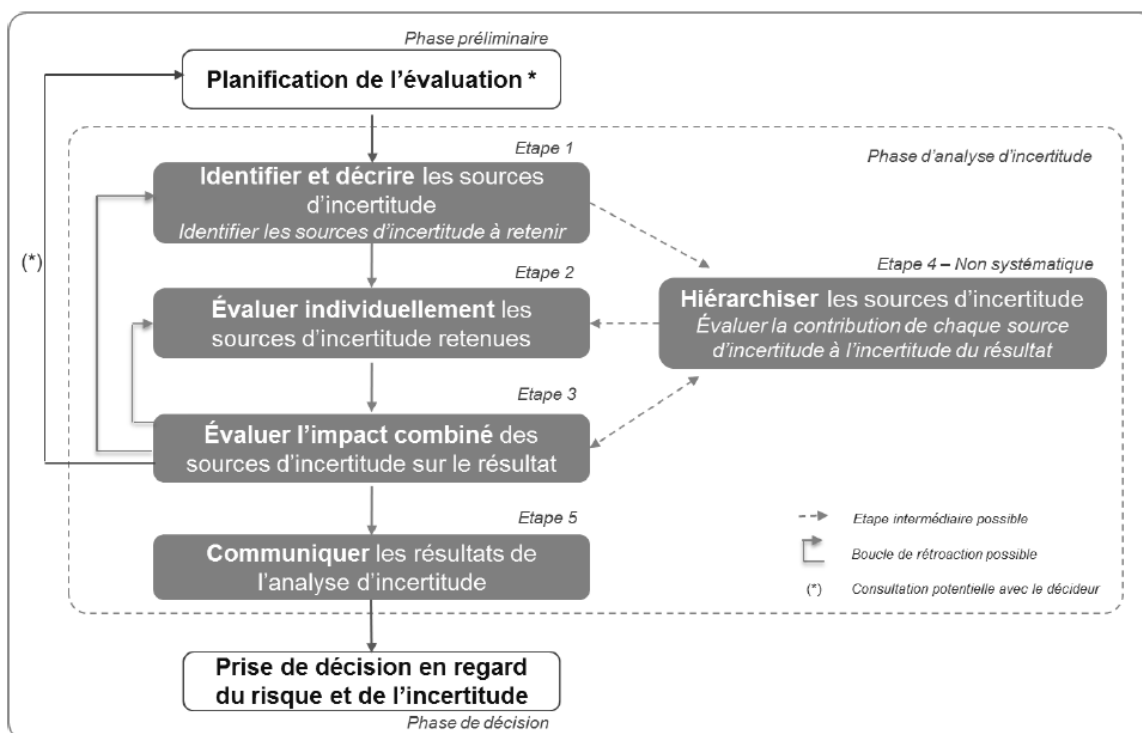 Phase préliminaire
Planification de l'évaluation *
Etape 1
Phase d'analyse d'incertitude
Identifier et décrire les sources
d'incertitude
Identifier les sources d'incertitude à retenir
(*)
Etape 2
Etape 4 – Non systématique
Évaluer individuellement les
sources d'incertitude retenues
Hiérarchiser les sources d'incertitude
Évaluer la contribution de chaque source
d'incertitude à l'incertitude du résultat
Etape 3
Évaluer l'impact combiné des
sources d'incertitude sur le résultat
Etape 5
Communiquer les résultats de
l'analyse d'incertitude
Etape intermédiaire possible
Boucle de rétroaction possible
(*) Consultation potentielle avec le décideur
Prise de décision en regard
du risque et de l'incertitude
Phase de décision